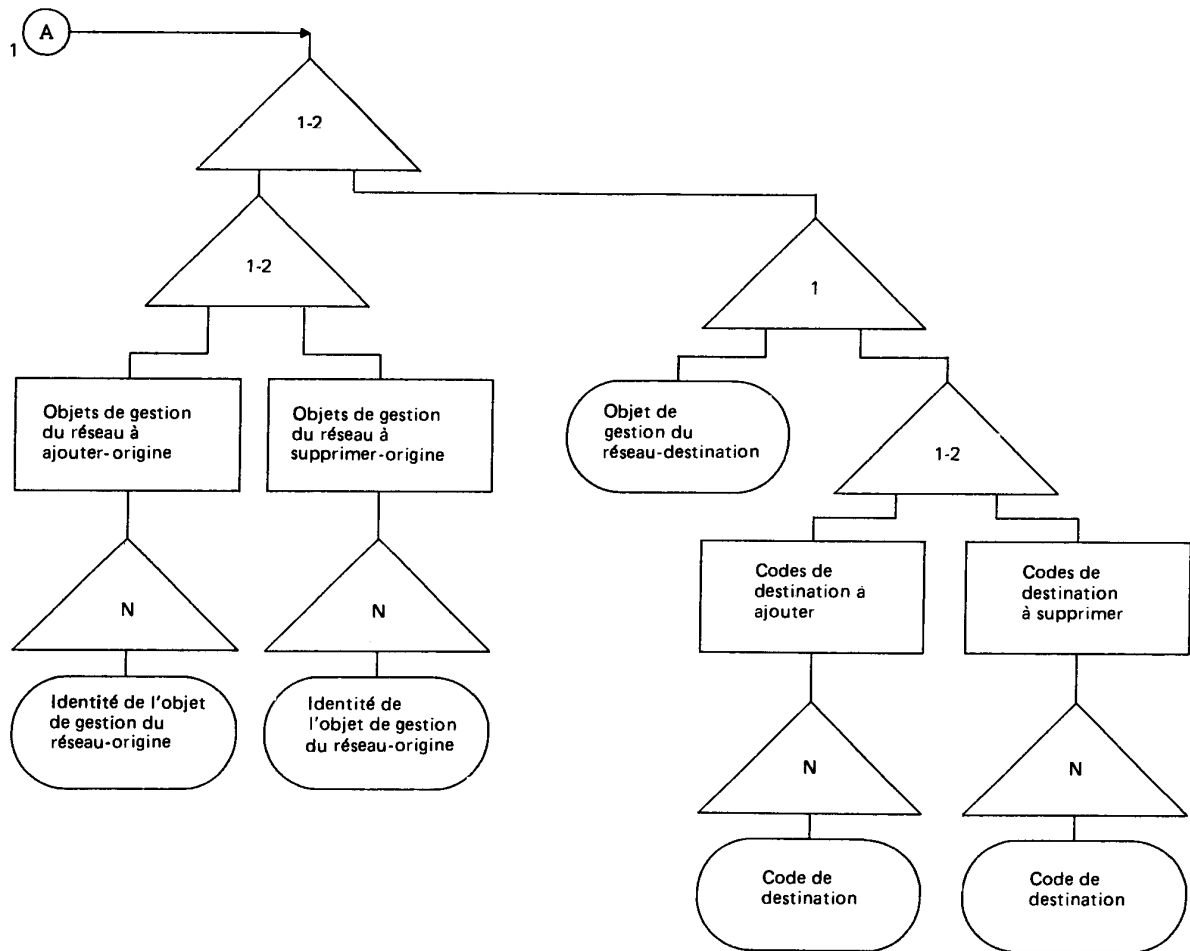 A
1
1-2
1-2
1
Objets de gestion
du réseau à
ajouter-origine
Objets de gestion
du réseau à
supprimer-origine
Objet de
gestion du
réseau-destination
1-2
Codes de
destination à
ajouter
Codes de
destination
à supprimer
N
N
Identité de l'objet
de gestion du
réseau-origine
Identité de
l'objet de gestion
du réseau-origine
N
N
Code de
destination
Code de
destination